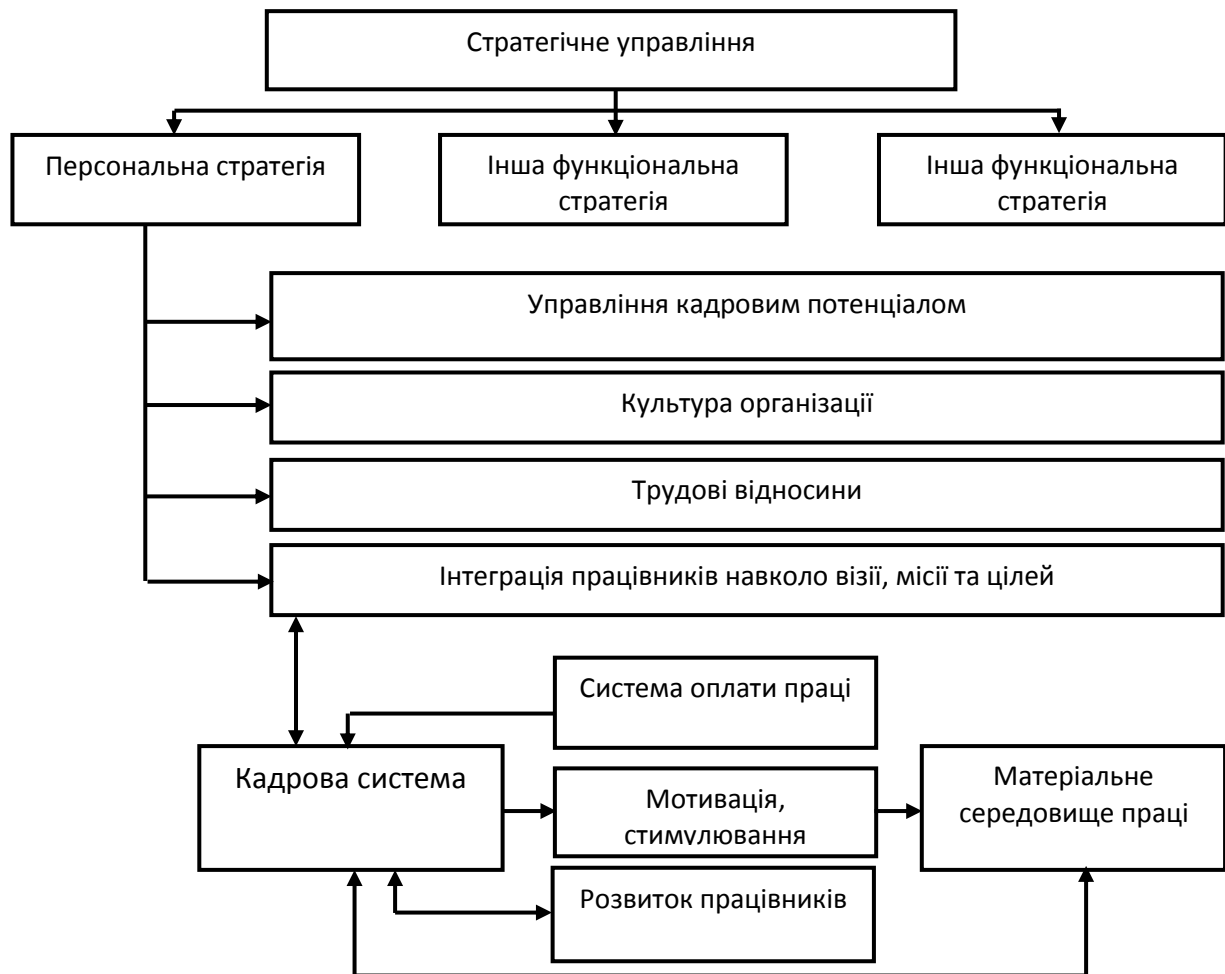 Стратегічне управління
Персональна стратегія
Інша функціональна
стратегія
Інша функціональна
стратегія
Управління кадровим потенціалом
Культура організації
Трудові відносини
Інтеграція працівників навколо візії, місії та цілей
Система оплати праці
Кадрова система
Мотивація,
стимулювання
Матеріальне
середовище праці
Розвиток працівників